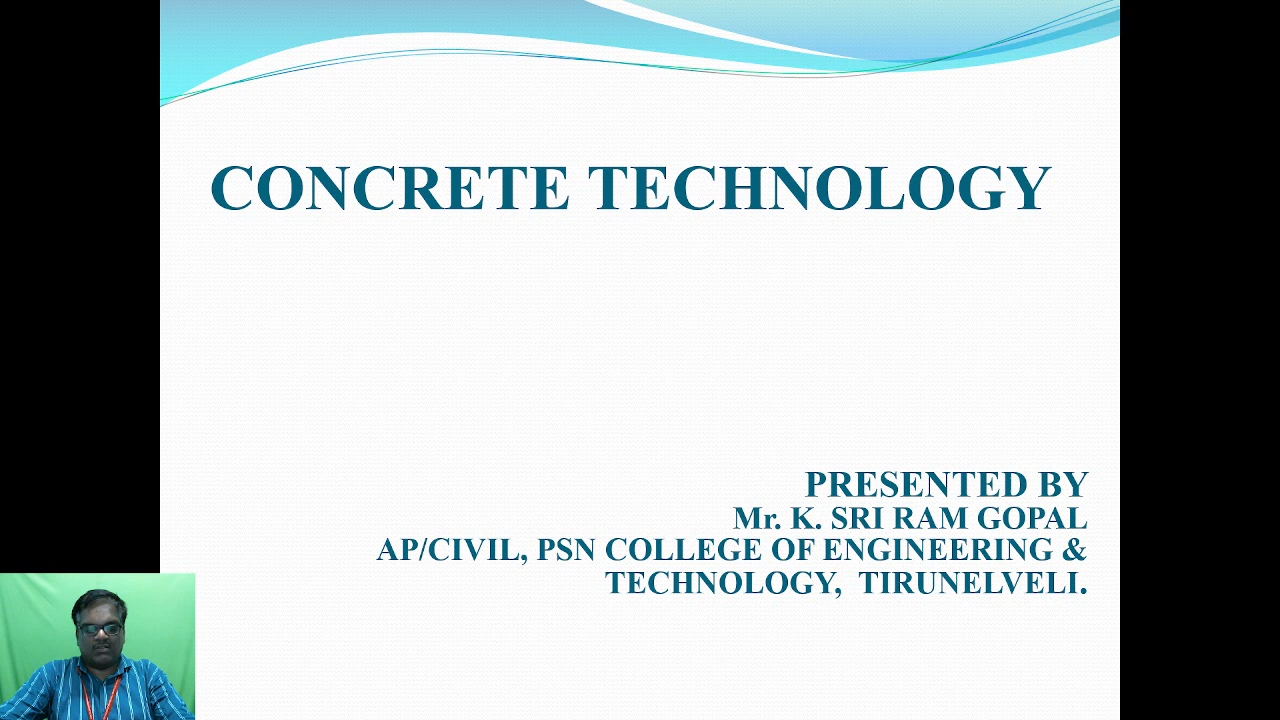 CONCRETE TECHNOLOGY
PRESENTED BY
Mr. K. SRI RAM GOPAL
AP/CIVIL, PSN COLLEGE OF ENGINEERING &
TECHNOLOGY, TIRUNELVELI.